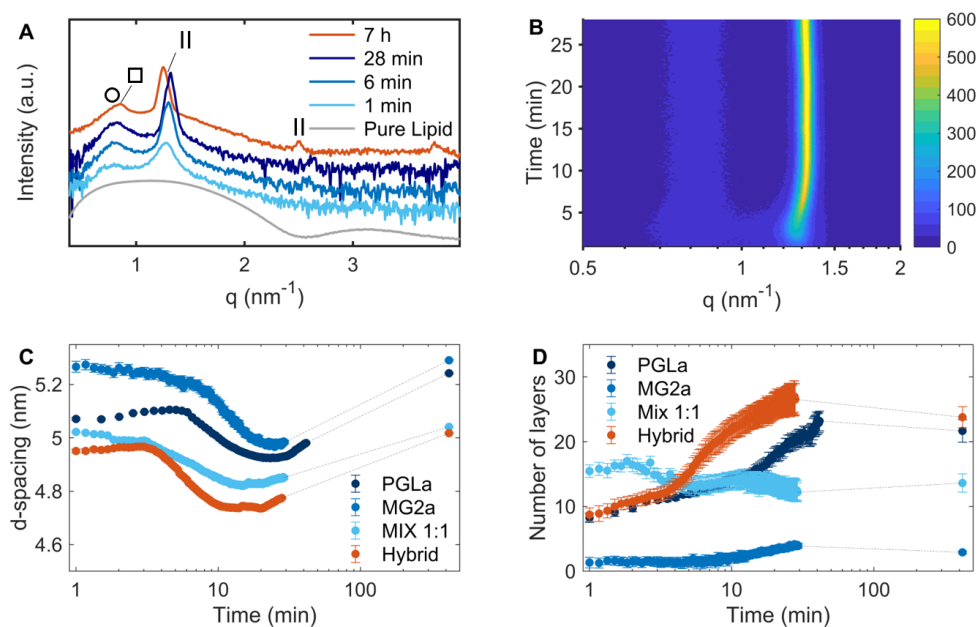 A
Intensity (a.u.)
II
7 h
28 min
6 min
1 min
Pure Lipid
II
1
2
3
q (nm⁻¹)
B
Time (min)
25
20
15
10
5
0.5
1
2
q (nm⁻¹)
600
500
400
300
200
100
0
C
d-spacing (nm)
5.2
5
4.8
4.6
PGLa
MG2a
MIX 1:1
Hybrid
1
10
100
Time (min)
D
Number of layers
30
20
10
0
PGLa
MG2a
Mix 1:1
Hybrid
1
10
100
Time (min)